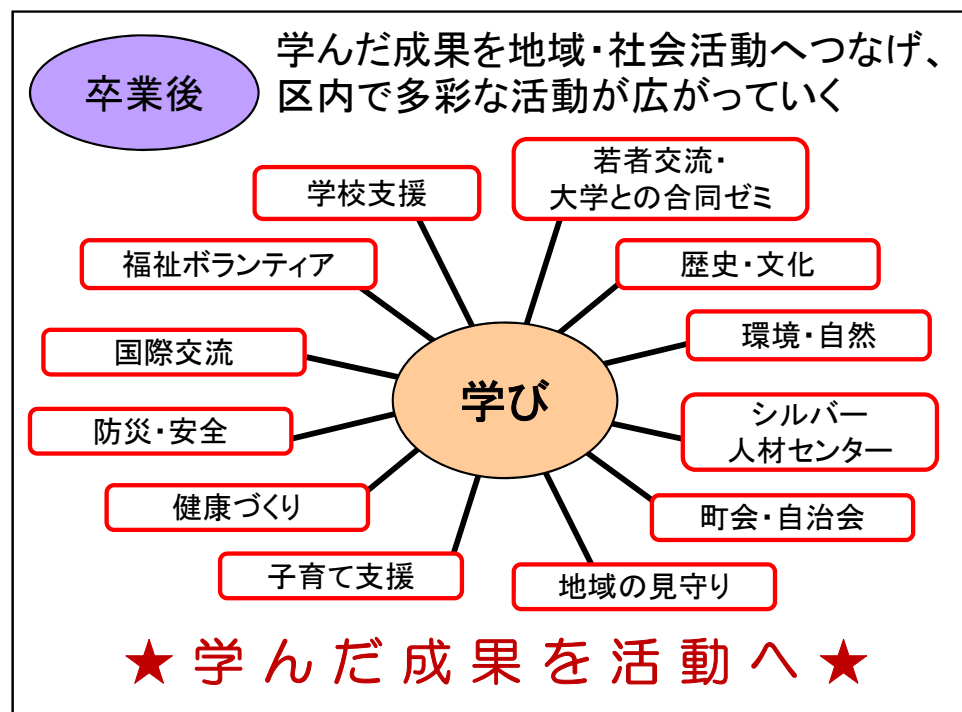 卒業後
学んだ成果を地域・社会活動へつなげ、
区内で多彩な活動が広がっていく
学校支援
若者交流・
大学との合同ゼミ
福祉ボランティア
歴史・文化
国際交流
環境・自然
学び
防災・安全
シルバー
人材センター
健康づくり
町会・自治会
子育て支援
地域の見守り
★学んだ成果を活動へ★